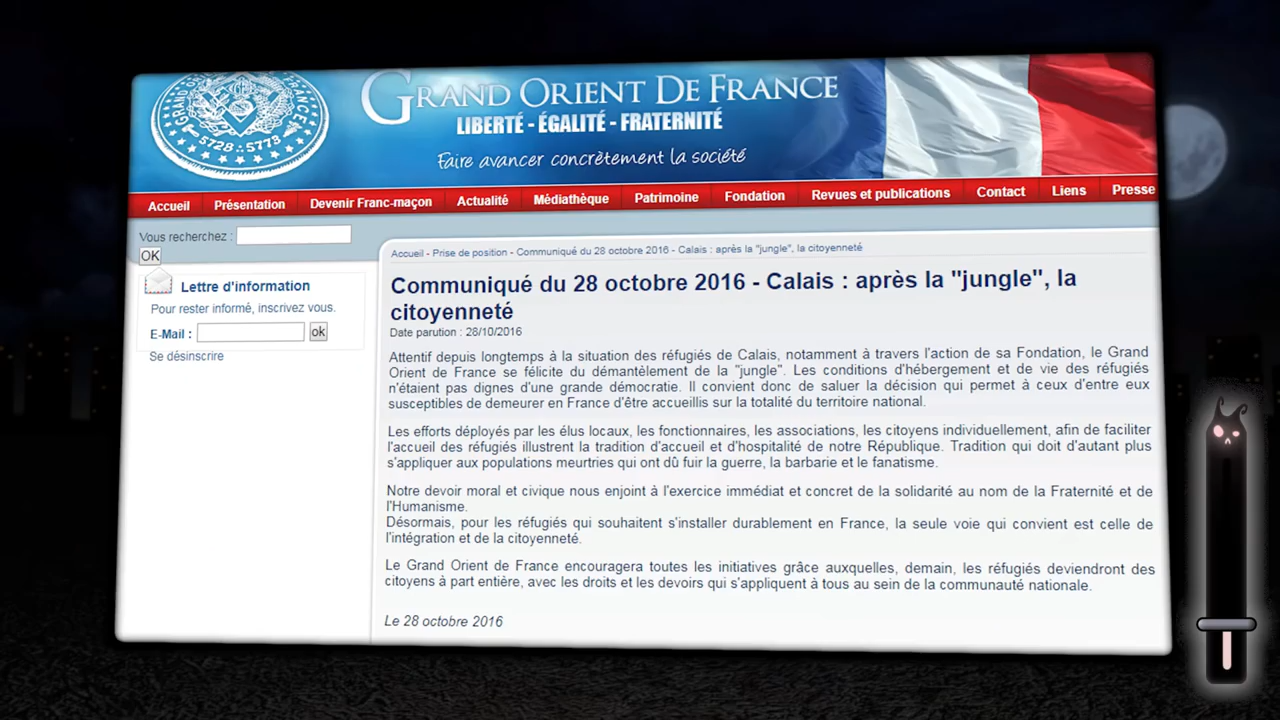 GRAND ORIENT DE FRANCE
LIBERTÉ - ÉGALITÉ - FRATERNITÉ
Faire avancer concrètement la société
5728 5773
Accueil Présentation Devenir Franc-maçon Actualité Médiathèque Patrimoine Fondation Revues et publications Contact Liens Presse
Vous recherchez :
OK
Lettre d'information
Pour rester informé, inscrivez vous.
E-Mail : ok
Se désinscrire
Accueil - Prise de position - Communiqué du 28 octobre 2016 - Calais : après la "jungle", la citoyenneté
Communiqué du 28 octobre 2016 - Calais : après la "jungle", la
citoyenneté
Date parution : 28/10/2016
Attentif depuis longtemps à la situation des réfugiés de Calais, notamment à travers l'action de sa Fondation, le Grand
Orient de France se félicite du démantèlement de la "jungle". Les conditions d'hébergement et de vie des réfugiés
n'étaient pas dignes d'une grande démocratie. Il convient donc de saluer la décision qui permet à ceux d'entre eux
susceptibles de demeurer en France d'être accueillis sur la totalité du territoire national.
Les efforts déployés par les élus locaux, les fonctionnaires, les associations, les citoyens individuellement, afin de faciliter
l'accueil des réfugiés illustrent la tradition d'accueil et d'hospitalité de notre République. Tradition qui doit d'autant plus
s'appliquer aux populations meurtries qui ont dû fuir la guerre, la barbarie et le fanatisme.
Notre devoir moral et civique nous enjoint à l'exercice immédiat et concret de la solidarité au nom de la Fraternité et de
l'Humanisme.
Désormais, pour les réfugiés qui souhaitent s'installer durablement en France, la seule voie qui convient est celle de
l'intégration et de la citoyenneté.
Le Grand Orient de France encouragera toutes les initiatives grâce auxquelles, demain, les réfugiés deviendront des
citoyens à part entière, avec les droits et les devoirs qui s'appliquent à tous au sein de la communauté nationale.
Le 28 octobre 2016